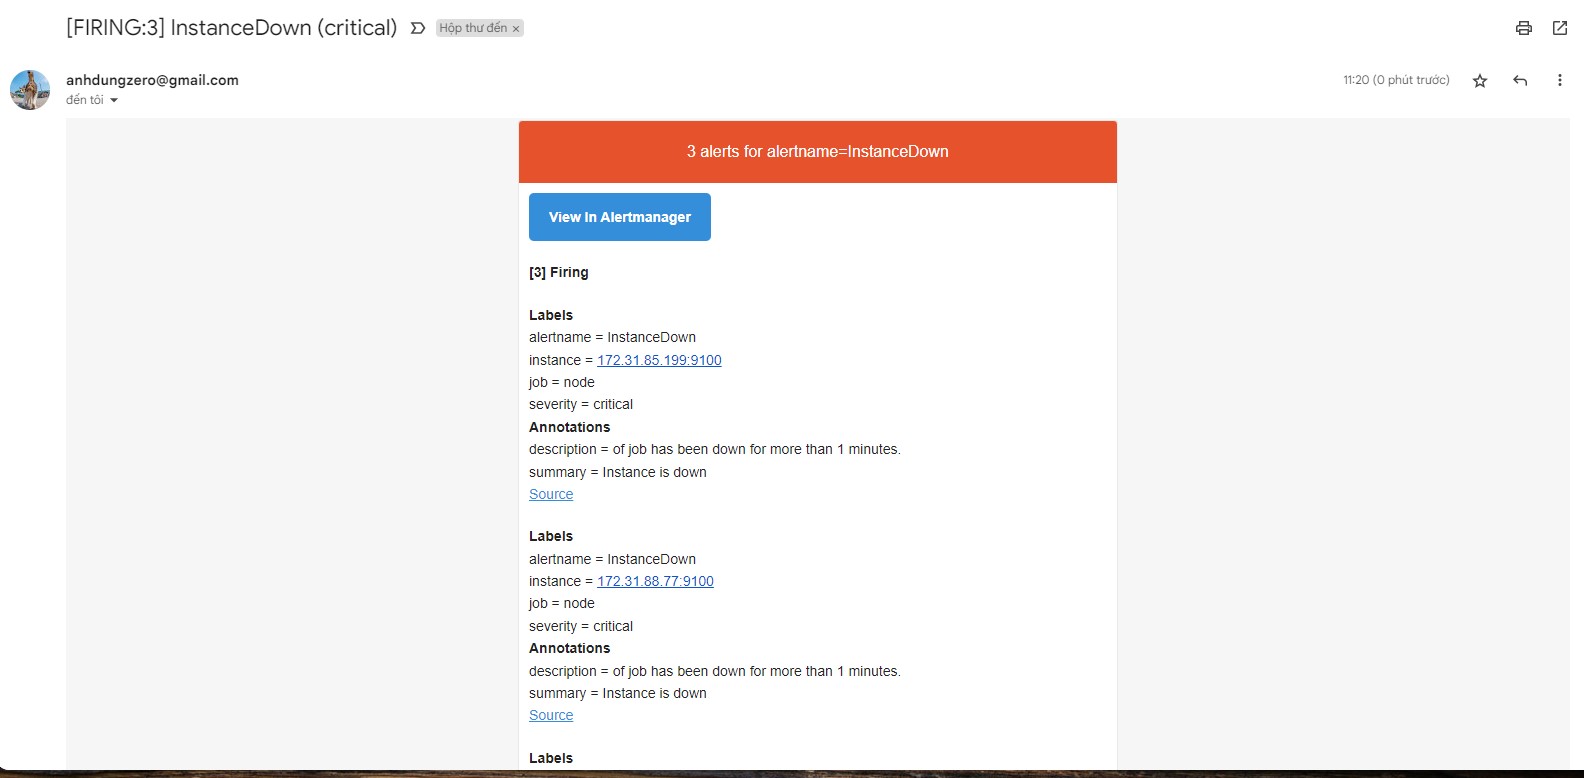 [FIRING:3] InstanceDown (critical) Hộp thư đến ×
anhdungzero@gmail.com 11:20 (0 phút trước)
đến tôi
3 alerts for alertname=InstanceDown
View In Alertmanager
[3] Firing
Labels
alertname = InstanceDown
instance = 172.31.85.199:9100
job = node
severity = critical
Annotations
description = of job has been down for more than 1 minutes.
summary = Instance is down
Source
Labels
alertname = InstanceDown
instance = 172.31.88.77:9100
job = node
severity = critical
Annotations
description = of job has been down for more than 1 minutes.
summary = Instance is down
Source
Labels